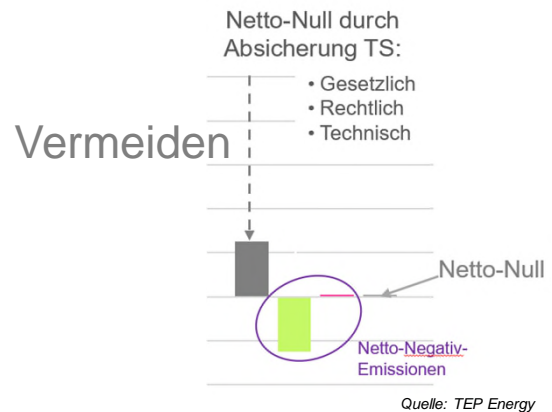 Netto-Null durch
Absicherung TS:
• Gesetzlich
• Rechtlich
• Technisch
Vermeiden
Netto-Null
Netto-Negativ-
Emissionen
Quelle: TEP Energy